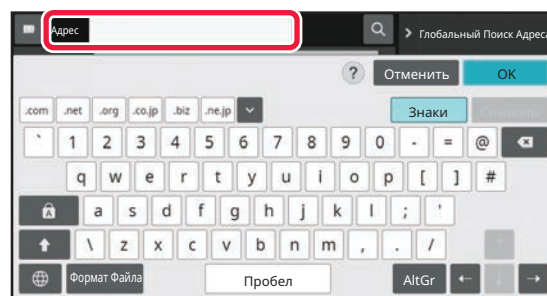 Адрес
Глобальный Поиск Адреса
? Отменить OK
.com .net .org .co.jp .biz .ne.jp Знаки Символы
` 1 2 3 4 5 6 7 8 9 0 - = @
q w e r t y u i o p [ ] #
A a s d f g h j k l ; '
\ z x c v b n m , . /
Формат Файла Пробел AltGr